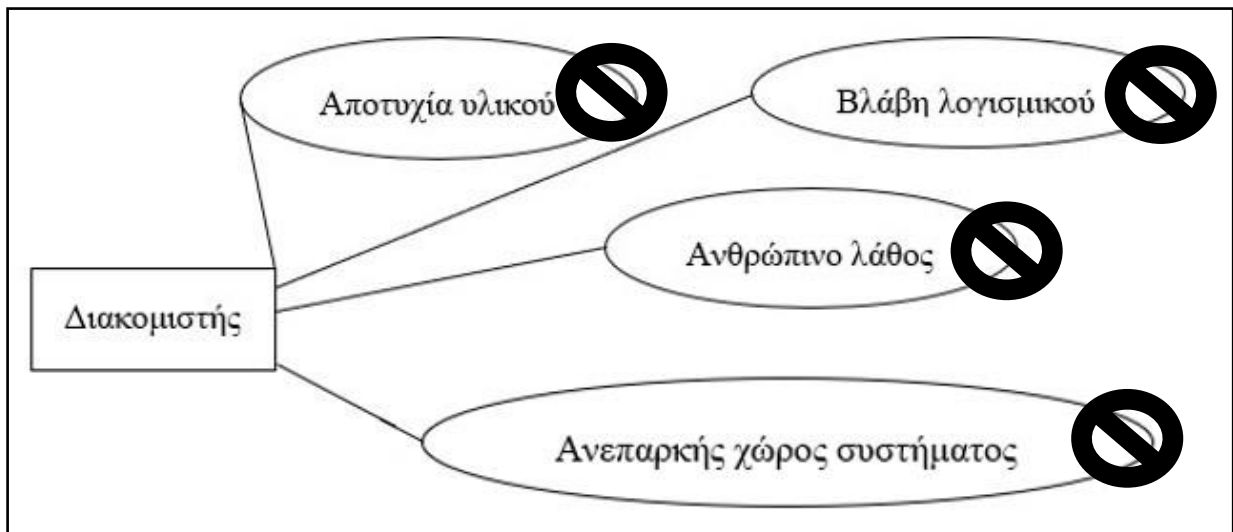 Αποτυχία υλικού
Βλάβη λογισμικού
Ανθρώπινο λάθος
Διακομιστής
Ανεπαρκής χώρος συστήματος